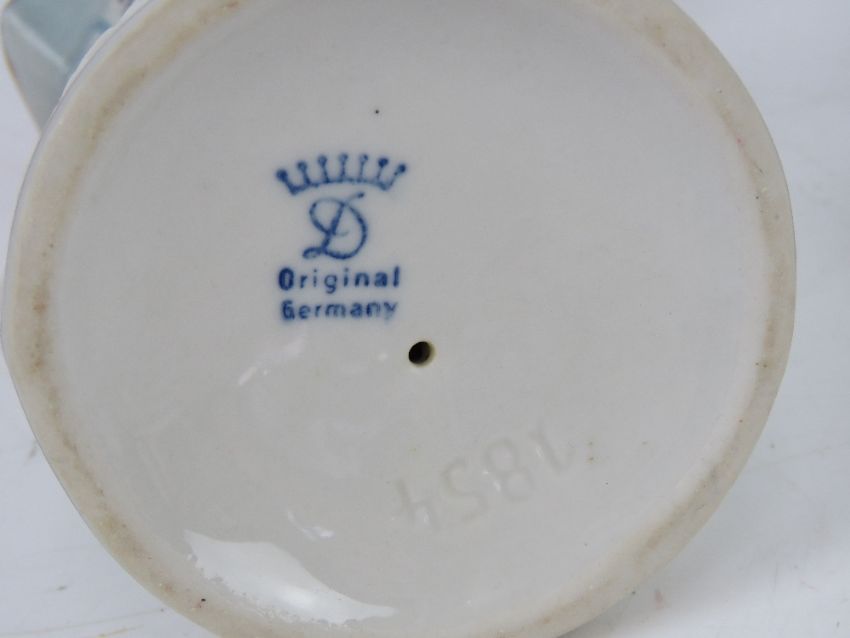 D
Original
Germany
1854